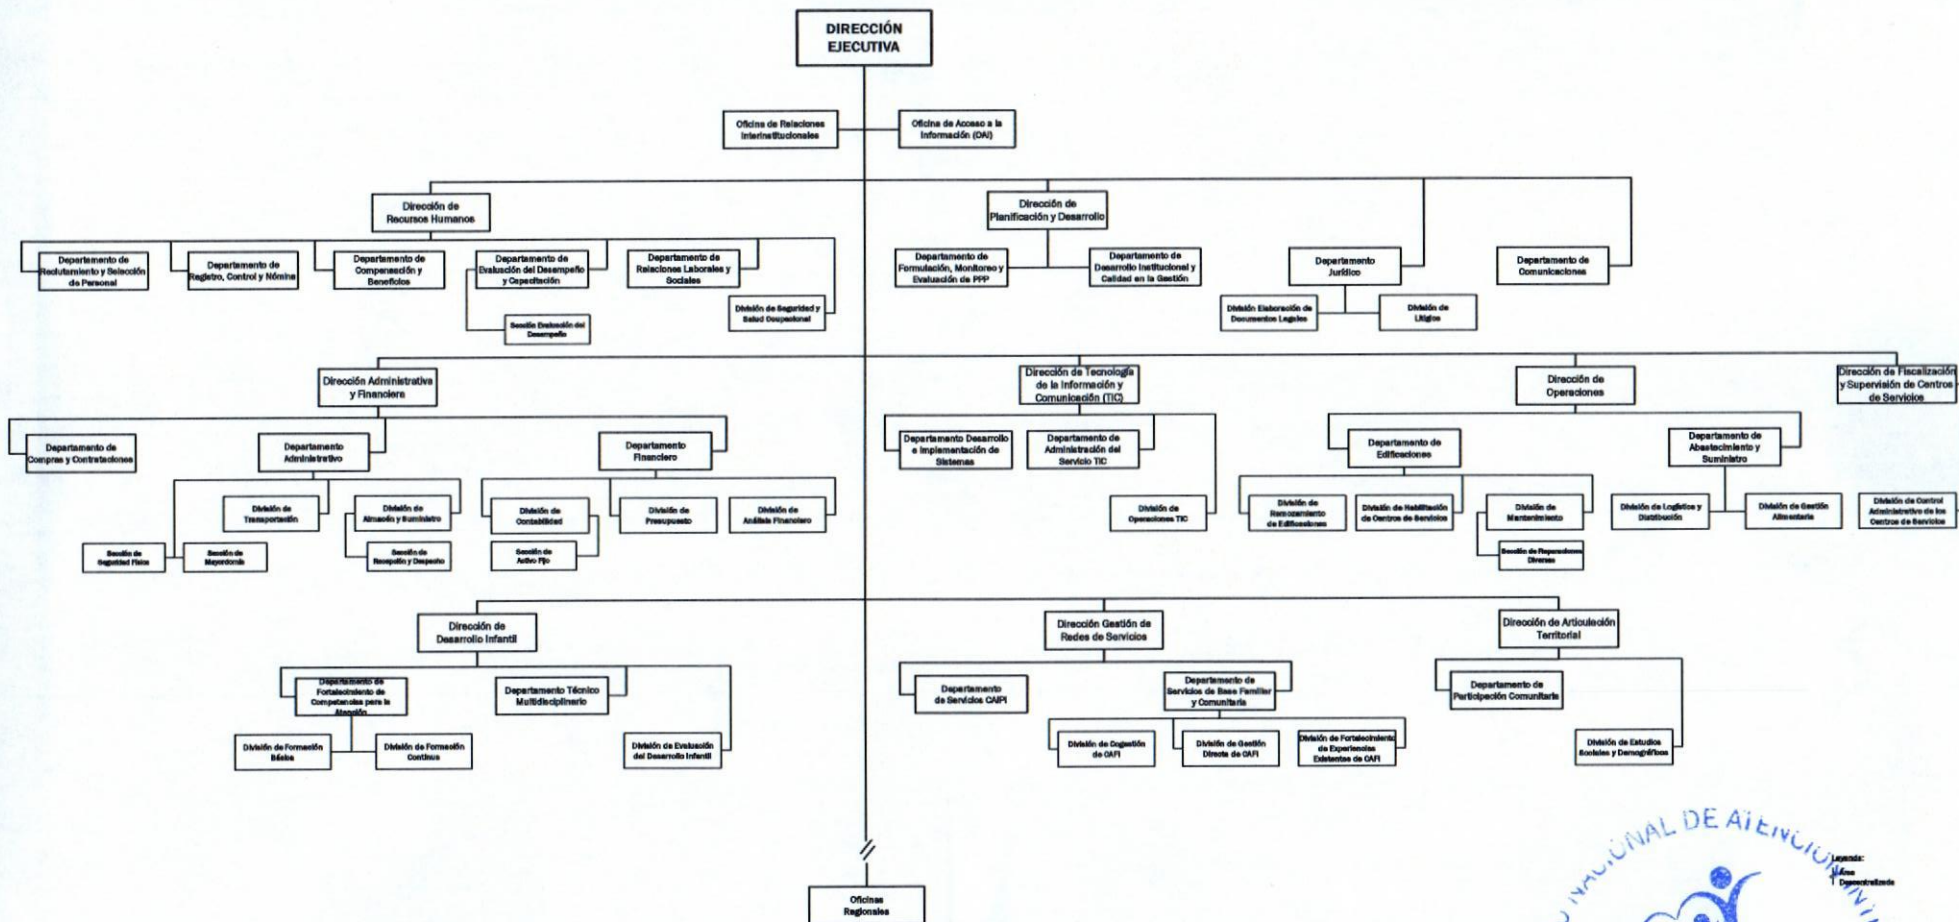 DIRECCIÓN
EJECUTIVA
Oficina de Relaciones
Interinstitucionales
Oficina de Acceso a la
Información (OAI)
Dirección de
Recursos Humanos
Dirección de
Planificación y Desarrollo
Departamento de
Reclutamiento y Selección
de Personal
Departamento de
Registro, Control y Nómina
Departamento de
Compensación y
Beneficios
Departamento de
Evaluación del Desempeño
y Capacitación
Departamento de
Relaciones Laborales y
Sociales
Departamento de
Formulación, Monitoreo y
Evaluación de PPP
Departamento de
Desarrollo Institucional y
Calidad en la Gestión
Departamento
Jurídico
Departamento de
Comunicaciones
División de Seguridad y
Salud Ocupacional
Sección Evaluación del
Desempeño
División Elaboración de
Documentos Legales
División de
Litigios
Dirección Administrativa
y Financiera
Dirección de Tecnología
de la Información y
Comunicación (TIC)
Dirección de
Operaciones
Dirección de Fiscalización
y Supervisión de Centros
de Servicios
Departamento de
Compras y Contrataciones
Departamento
Administrativo
Departamento
Financiero
Departamento Desarrollo
e Implementación de
Sistemas
Departamento de
Administración del
Servicio TIC
Departamento de
Edificaciones
Departamento de
Abastecimiento y
Suministro
División de
Transportación
División de
Almacén y Suministro
División de
Contabilidad
División de
Presupuesto
División de
Análisis Financiero
División de
Operaciones TIC
División de
Remozamiento
de Edificaciones
División de Habilitación
de Centros de Servicios
División de
Mantenimiento
División de Logística y
Distribución
División de Gestión
Alimentaria
División de Control
Administrativo de los
Centros de Servicios
Sección de
Seguridad Física
Sección de
Mayordomía
Sección de
Recepción y Despacho
Sección de
Activo Fijo
Sección de Reparaciones
Diversas
Dirección de
Desarrollo Infantil
Dirección Gestión de
Redes de Servicios
Dirección de Articulación
Territorial
Departamento de
Fortalecimiento de
Competencias para la
Atención
Departamento Técnico
Multidisciplinario
Departamento
de Servicios CAIPI
Departamento de
Servicios de Base Familiar
y Comunitaria
Departamento de
Participación Comunitaria
División de Formación
Básica
División de Formación
Continua
División de Evaluación
del Desarrollo Infantil
División de Cogestión
de CAFI
División de Gestión
Directa de CAFI
División de Fortalecimiento
de Experiencias
Existentes de CAFI
División de Estudios
Sociales y Demográficos
Oficinas
Regionales
NACIONAL DE ATENCIÓN
Leyenda:
Área
Descentralizada